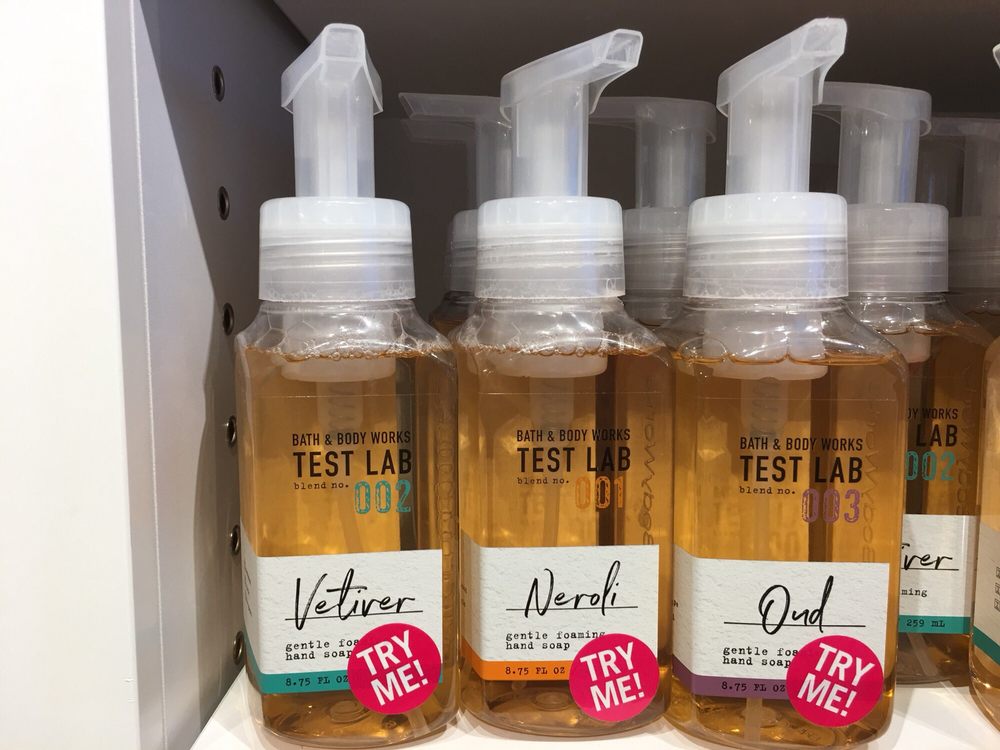 BATH & BODY WORKS
TEST LAB
blend no. 002
Vetiver
gentle
hand soap
8.75 FL OZ
TRY
ME!
BATH & BODY WORKS
TEST LAB
blend no. 001
Neroli
gentle foaming
hand soap
8.75 FL OZ
TRY
ME!
BATH & BODY WORKS
TEST LAB
blend no. 003
Oud
gentle
hand soap
8.75 FL OZ
TRY
ME!
WORKS
LAB
002
259 mL